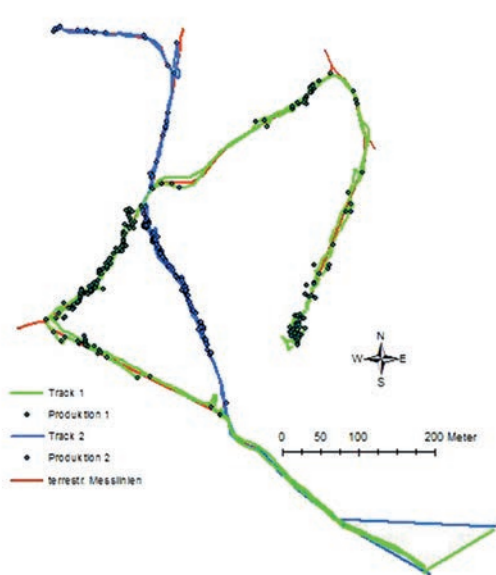 N
W E
S
Track 1
Produktion 1
Track 2
Produktion 2
terrestr. Messlinien
0 50 100 200 Meter